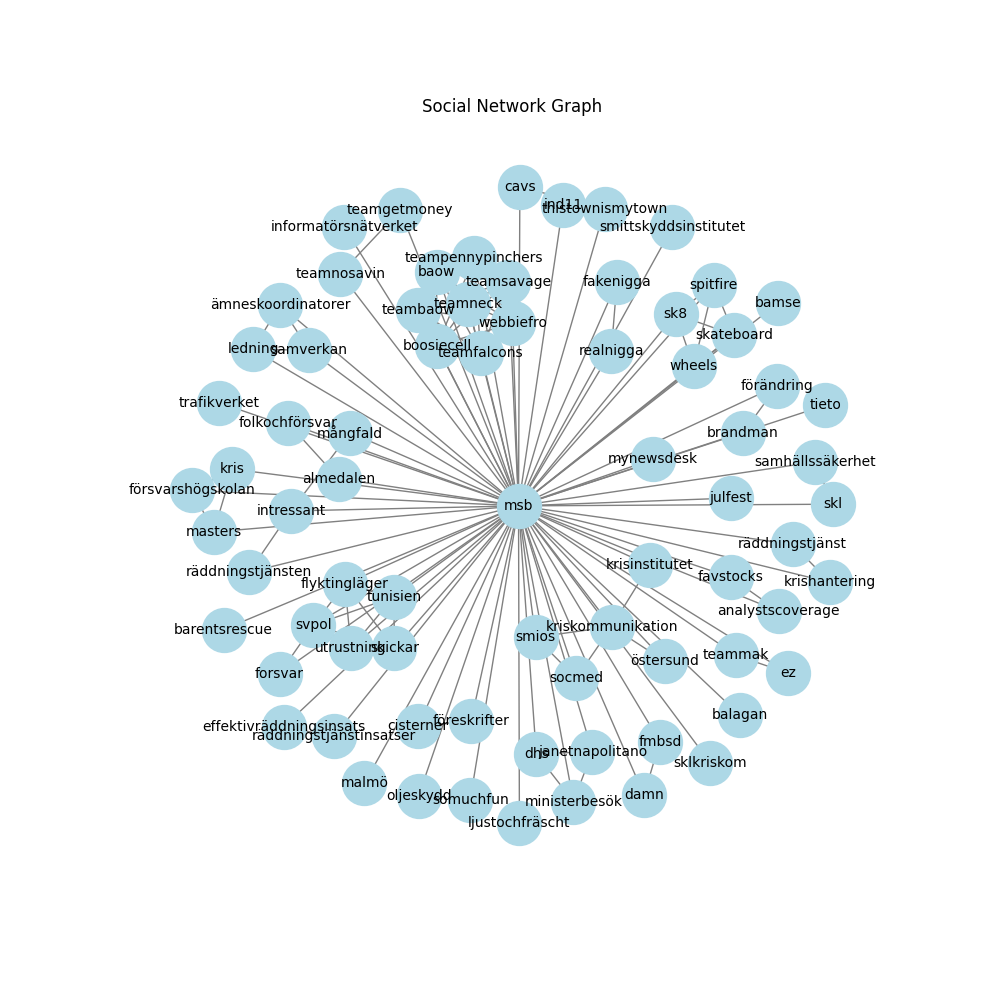 Social Network Graph
cavs
ind11
thistownismytown
teamgetmoney
informatörsnätverket
smittskyddsinstitutet
teampennypinchers
baow
teamnosavin
teamsavage
fakenigga
spitfire
bamse
ämneskoordinatorer
teambaow
teamneck
webbiefro
sk8
skateboard
ledning
samverkan
boosiecell
teamfalcons
realnigga
wheels
förändring
trafikverket
tieto
folkochförsvar
mångfald
brandman
mynewsdesk
samhällssäkerhet
kris
almedalen
försvarshögskolan
julfest
skl
intressant
msb
masters
räddningstjänst
räddningstjänsten
krisinstitutet
favstocks
krishantering
flyktingläger
tunisien
analystscoverage
barentsrescue
svpol
smios
kriskommunikation
utrustning
skickar
östersund
teammak
ez
forsvar
socmed
balagan
effektivräddningsinsats
räddningstjänstinsatser
cisterner
föreskrifter
dhs
janetnapolitano
fmbsd
sklkriskom
malmö
oljeskydd
somuchfun
ministerbesök
damn
ljustochfräscht